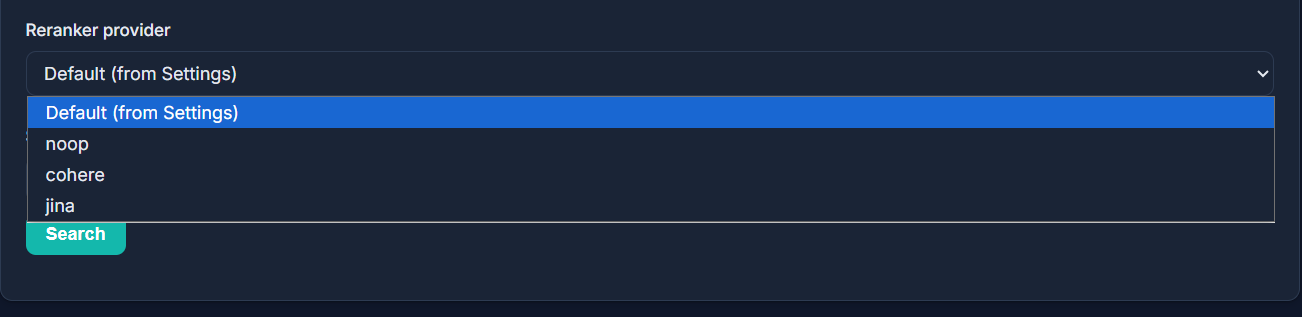 Reranker provider
Default (from Settings)
Default (from Settings)
noop
cohere
jina
Search